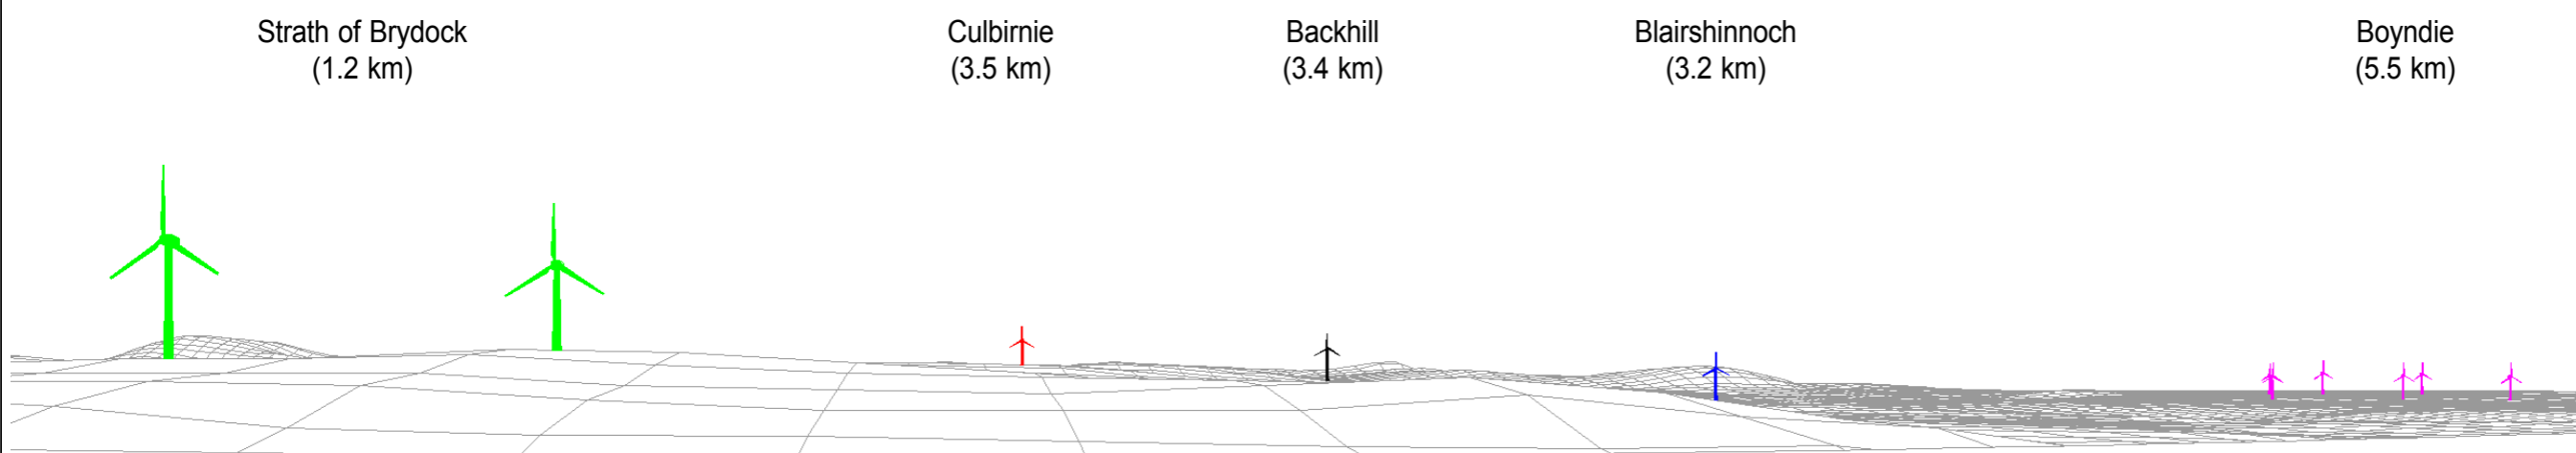 Strath of Brydock
(1.2 km)
Culbirnie
(3.5 km)
Backhill
(3.4 km)
Blairshinnoch
(3.2 km)
Boyndie
(5.5 km)